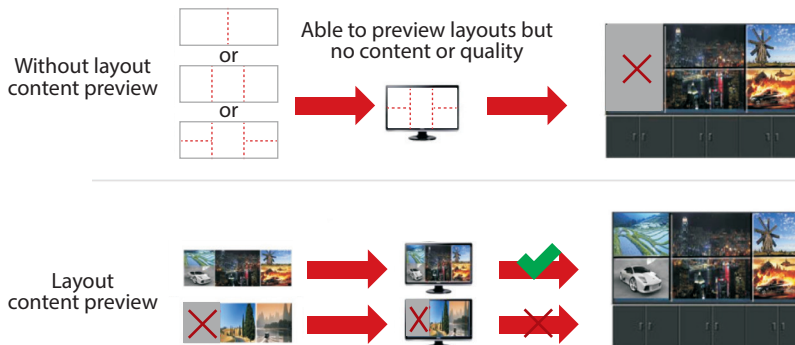 Without layout
content preview
or
or
Able to preview layouts but
no content or quality
Layout
content preview